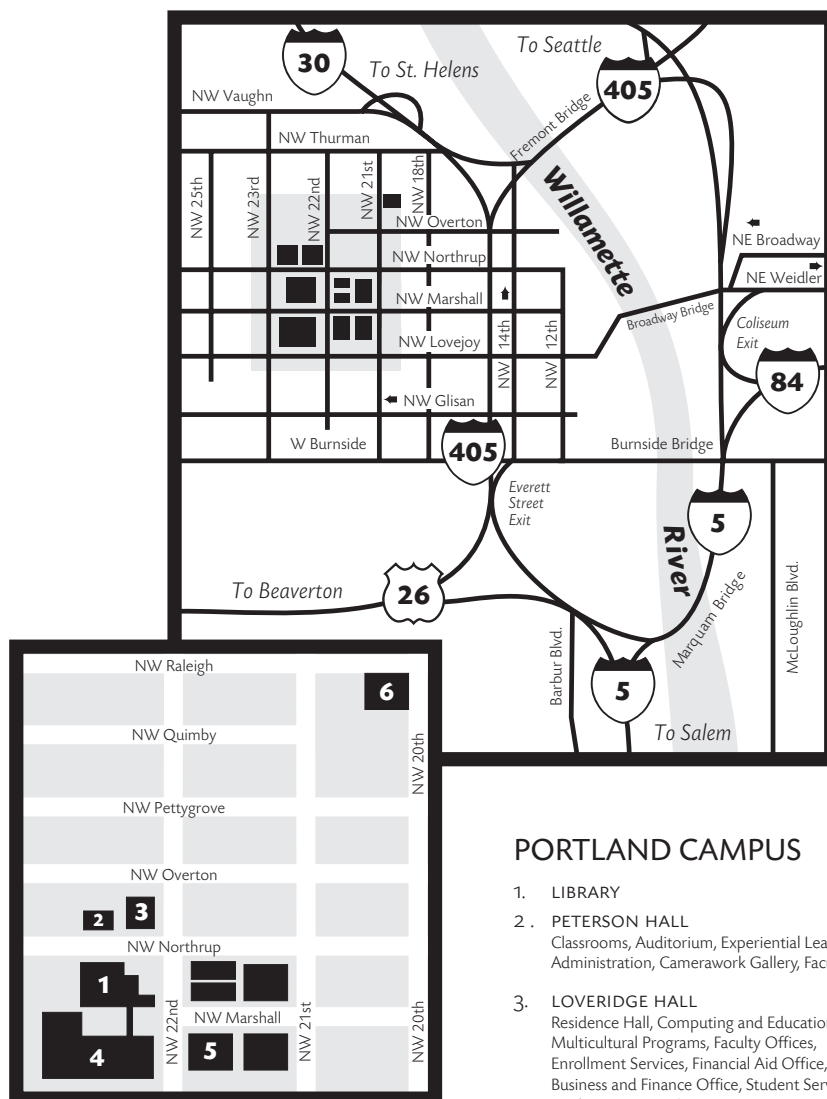 30
To St. Helens
To Seattle
405
NW Vaughn
Fremont Bridge
NW Thurman
NW 25th
NW 23rd
NW 22nd
NW 21st
NW 18th
Willamette
NW Overton
NE Broadway
NW Northrup
NE Weidler
NW Marshall
Broadway Bridge
Coliseum
Exit
NW Lovejoy
NW 14th
NW 12th
84
NW Glisan
W Burnside
405
Burnside Bridge
Everett
Street
Exit
5
River
To Beaverton
26
Marquam Bridge
McLoughlin Blvd.
Barbur Blvd.
5
To Salem
NW Raleigh
6
NW Quimby
NW 20th
NW Pettygrove
NW Overton
2
3
NW Northrup
1
NW 22nd
NW Marshall
NW 21st
NW 20th
4
5
PORTLAND CAMPUS
1. LIBRARY
2. PETERSON HALL
Classrooms, Auditorium, Experiential Lea
Administration, Camerawork Gallery, Facu
3. LOVERIDGE HALL
Residence Hall, Computing and Education
Multicultural Programs, Faculty Offices,
Enrollment Services, Financial Aid Office,
Business and Finance Office, Student Serv